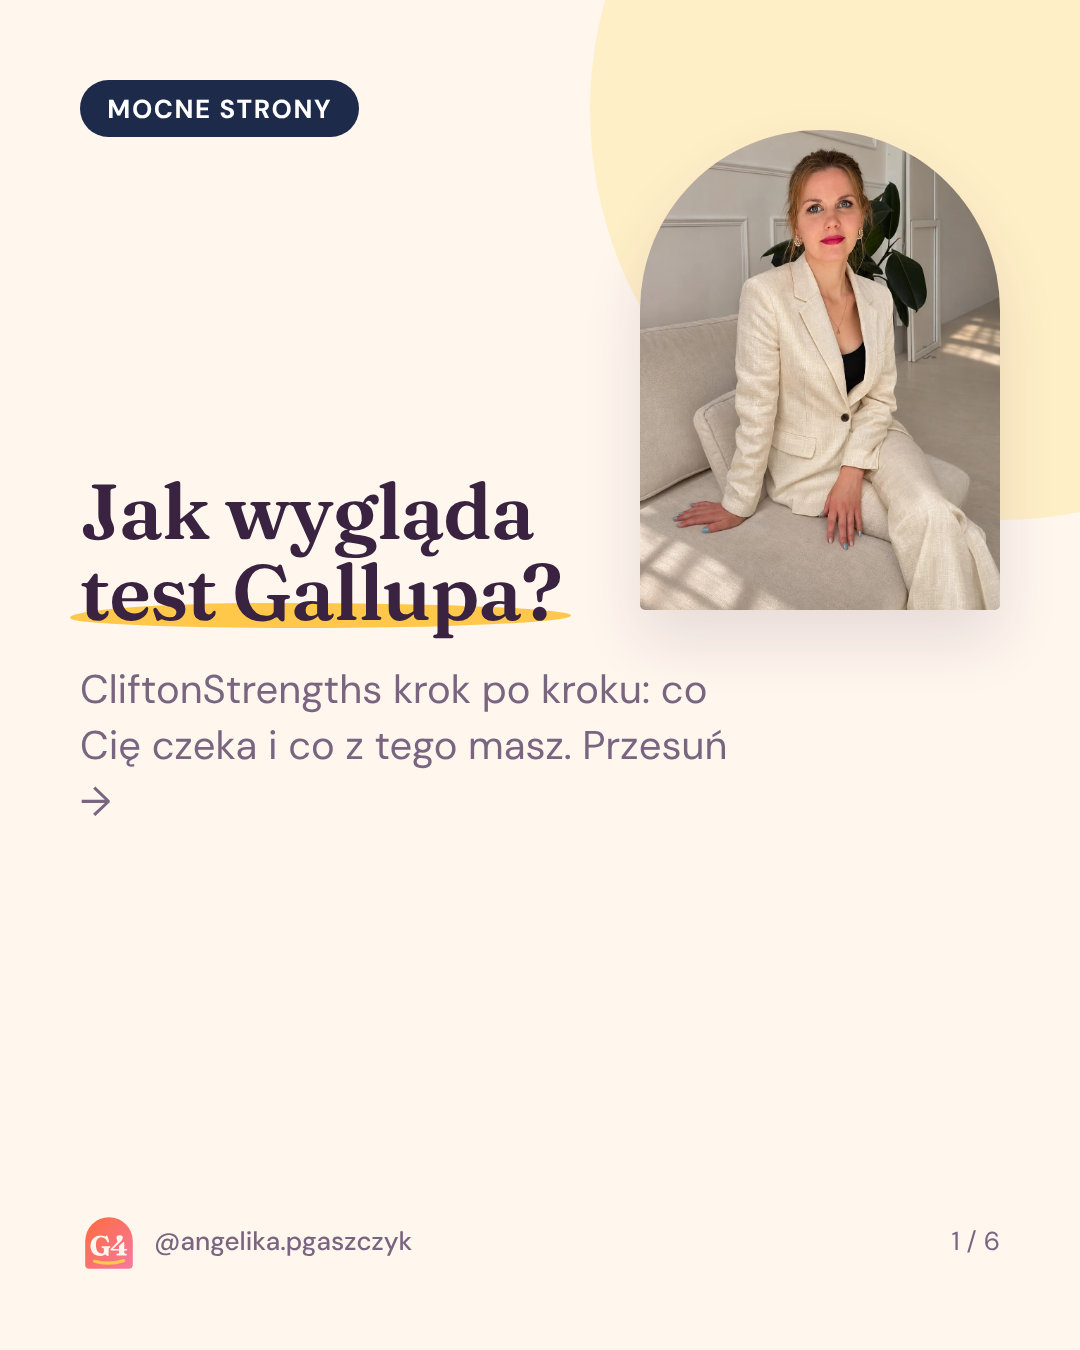 MOCNE STRONY
Jak wygląda
test Gallupa?
CliftonStrengths krok po kroku: co
Cię czeka i co z tego masz. Przesuń
→
G4
@angelika.pgaszczyk
1 / 6